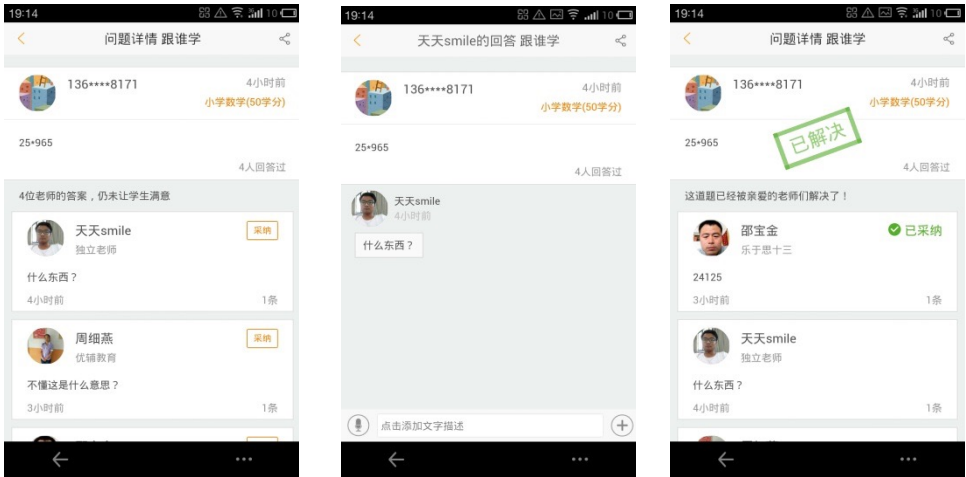 19:14
10
问题详情 跟谁学
136****8171
4小时前
小学数学(50学分)
25*965
4人回答过
4位老师的答案，仍未让学生满意
天天smile
采纳
独立老师
什么东西？
4小时前
1条
周细燕
采纳
优辅教育
不懂这是什么意思？
3小时前
1条
19:14
10
天天smile的回答 跟谁学
136****8171
4小时前
小学数学(50学分)
25*965
4人回答过
天天smile
4小时前
什么东西？
点击添加文字描述
19:14
10
问题详情 跟谁学
136****8171
4小时前
小学数学(50学分)
已解决
25*965
4人回答过
这道题已经被亲爱的老师们解决了！
邵宝金
已采纳
乐于思十三
24125
3小时前
1条
天天smile
独立老师
什么东西？
4小时前
1条